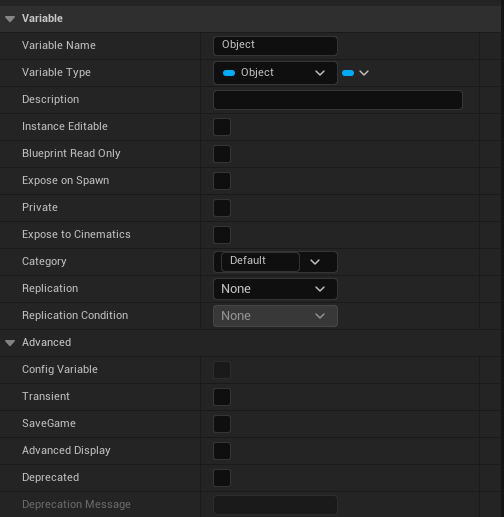 Variable
Variable Name Object
Variable Type Object
Description
Instance Editable
Blueprint Read Only
Expose on Spawn
Private
Expose to Cinematics
Category Default
Replication None
Replication Condition None
Advanced
Config Variable
Transient
SaveGame
Advanced Display
Deprecated
Deprecation Message